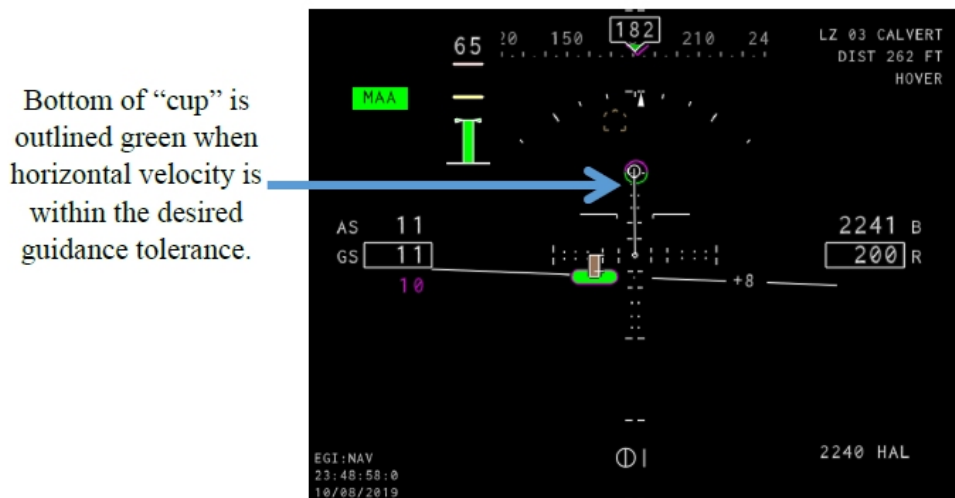 Bottom of “cup” is
outlined green when
horizontal velocity is
within the desired
guidance tolerance.
65
20 150 182 210 24
LZ 03 CALVERT
DIST 262 FT
HOVER
MAA
AS 11
GS 11
10
2241 B
200 R
+8
2240 HAL
EGI:NAV
23:48:58:0
10/08/2019